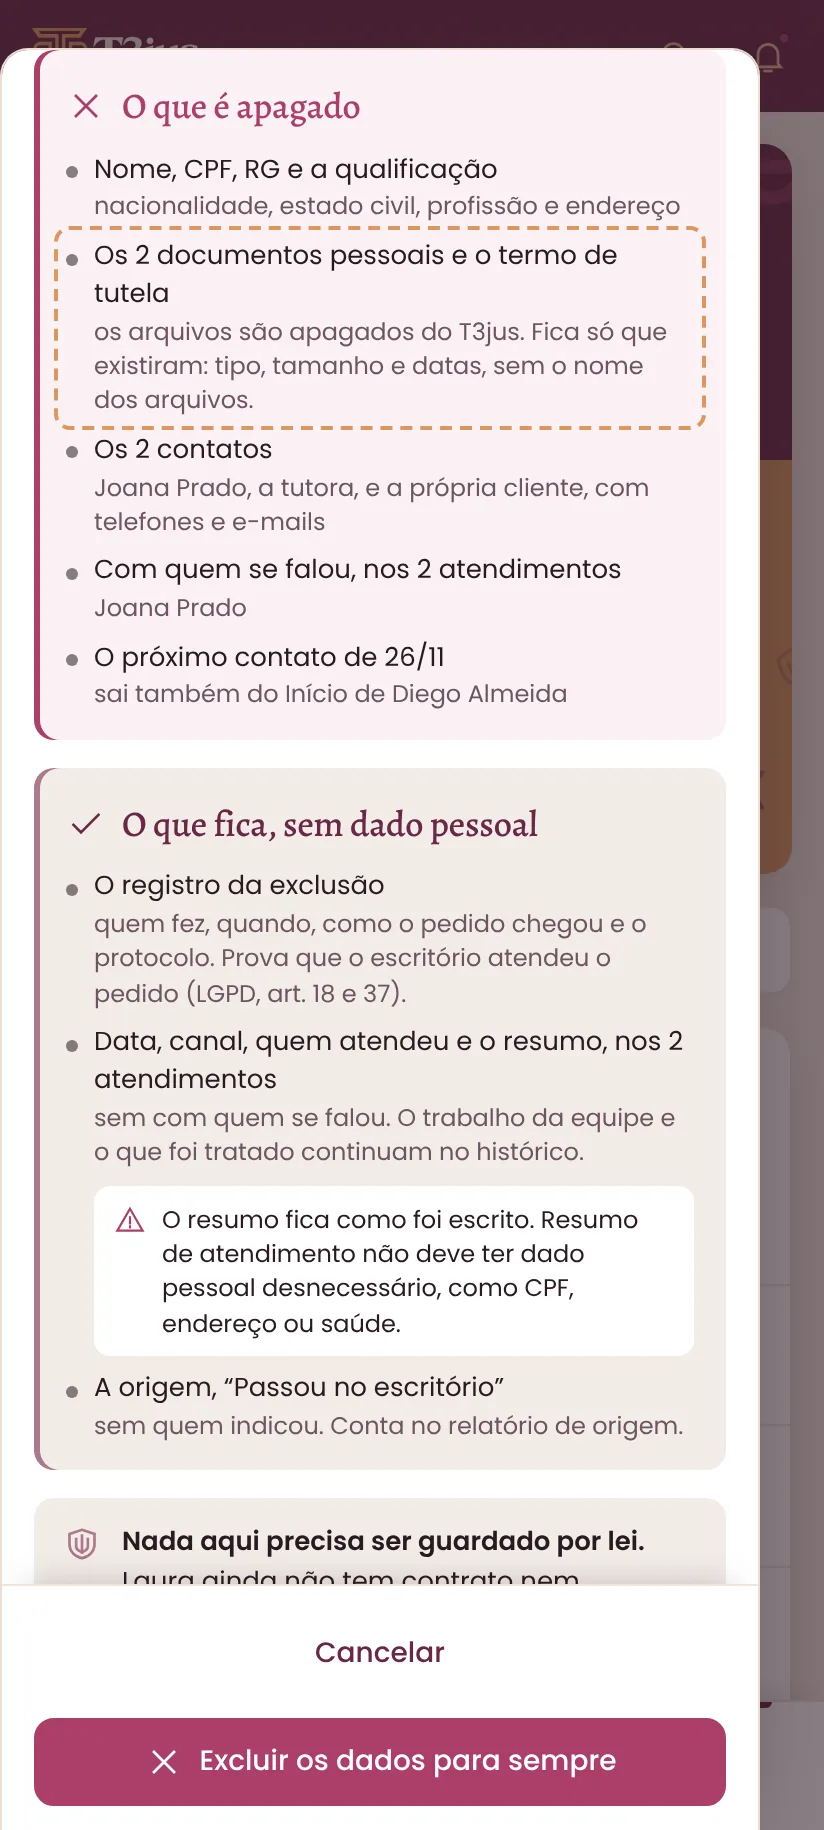 T3jus
O que é apagado
Nome, CPF, RG e a qualificação
nacionalidade, estado civil, profissão e endereço
Os 2 documentos pessoais e o termo de
tutela
os arquivos são apagados do T3jus. Fica só que
existiram: tipo, tamanho e datas, sem o nome
dos arquivos.
Os 2 contatos
Joana Prado, a tutora, e a própria cliente, com
telefones e e-mails
Com quem se falou, nos 2 atendimentos
Joana Prado
O próximo contato de 26/11
sai também do Início de Diego Almeida
O que fica, sem dado pessoal
O registro da exclusão
quem fez, quando, como o pedido chegou e o
protocolo. Prova que o escritório atendeu o
pedido (LGPD, art. 18 e 37).
Data, canal, quem atendeu e o resumo, nos 2
atendimentos
sem com quem se falou. O trabalho da equipe e
o que foi tratado continuam no histórico.
O resumo fica como foi escrito. Resumo
de atendimento não deve ter dado
pessoal desnecessário, como CPF,
endereço ou saúde.
A origem, “Passou no escritório”
sem quem indicou. Conta no relatório de origem.
Nada aqui precisa ser guardado por lei.
Laura ainda não tem contrato nem
Cancelar
Excluir os dados para sempre